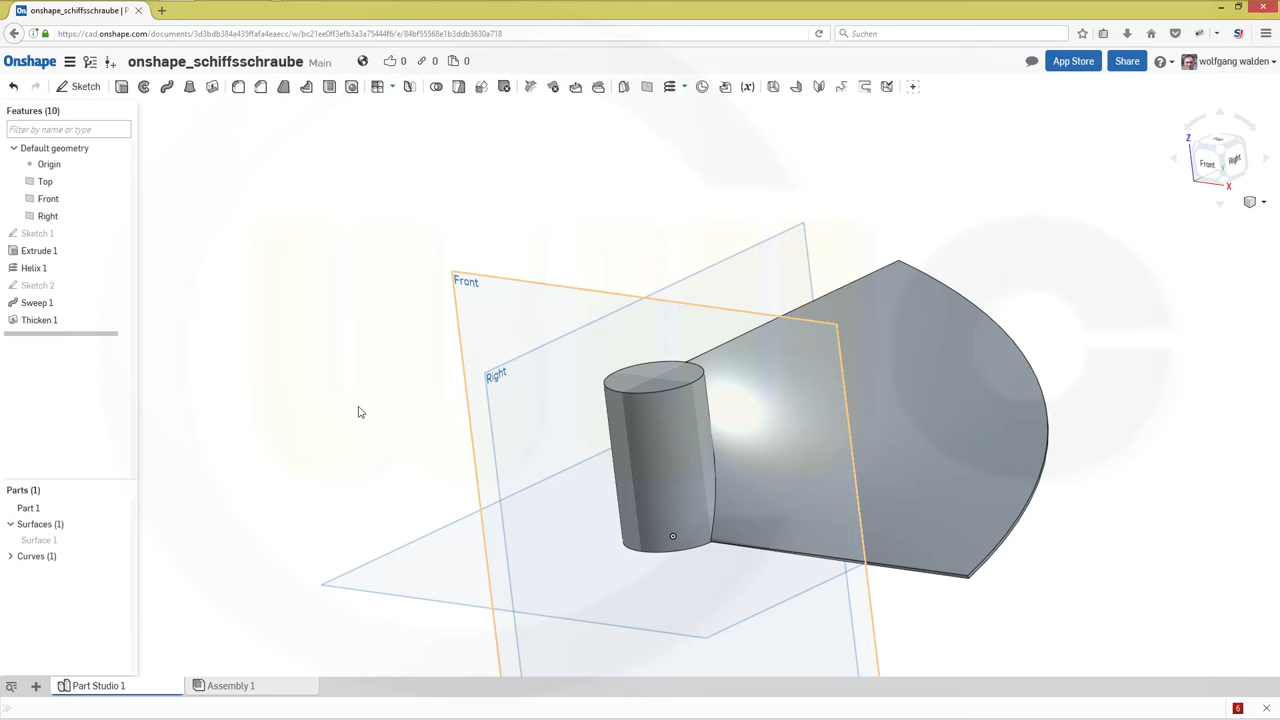 onshape_schiffsschraube | P
https://cad.onshape.com/documents/3d3bdb384a435ffafa4eaecc/w/bc21ee0ff3efb3a3a75444f6/e/84bf55568e1b3ddb3630a718
Suchen
Onshape
onshape_schiffsschraube Main
0
0
0
App Store
Share
wolfgang walden
Sketch
(x)
Features (10)
Filter by name or type
Default geometry
Origin
Top
Front
Right
Sketch 1
Extrude 1
Helix 1
Sketch 2
Sweep 1
Thicken 1
Parts (1)
Part 1
Surfaces (1)
Surface 1
Curves (1)
Front
Right
Z
Front
Right
X
Part Studio 1
Assembly 1
6